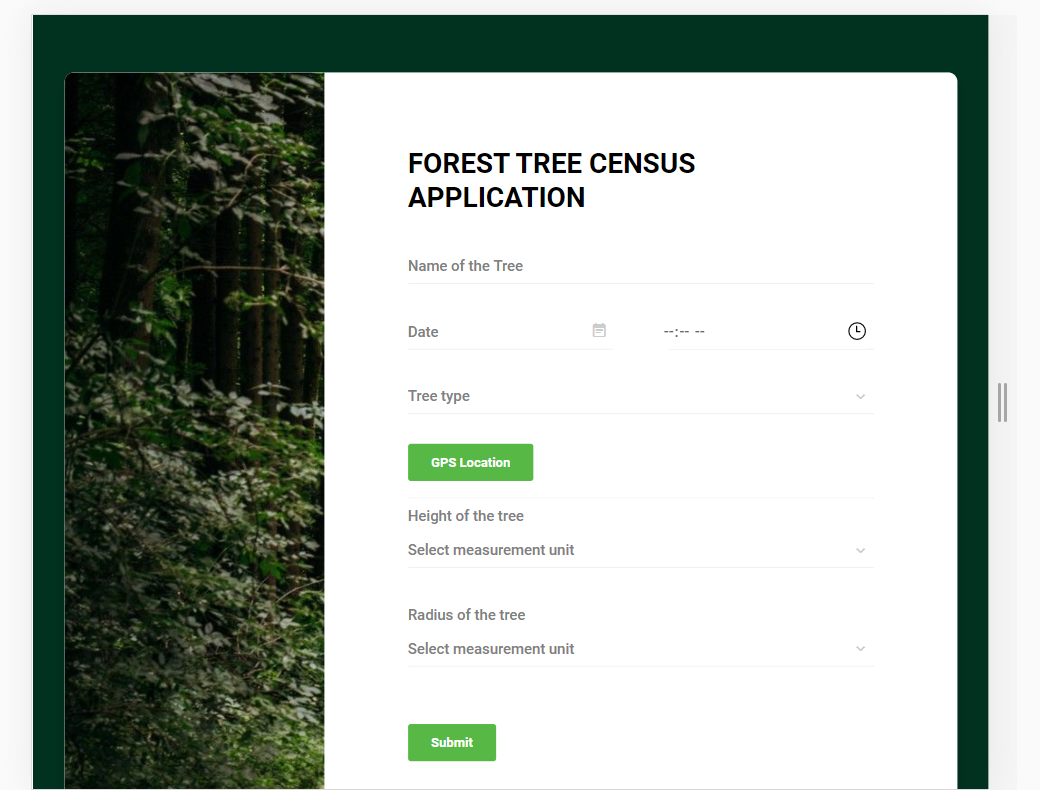 FOREST TREE CENSUS
APPLICATION
Name of the Tree
Date
--:-- --
Tree type
GPS Location
Height of the tree
Select measurement unit
Radius of the tree
Select measurement unit
Submit